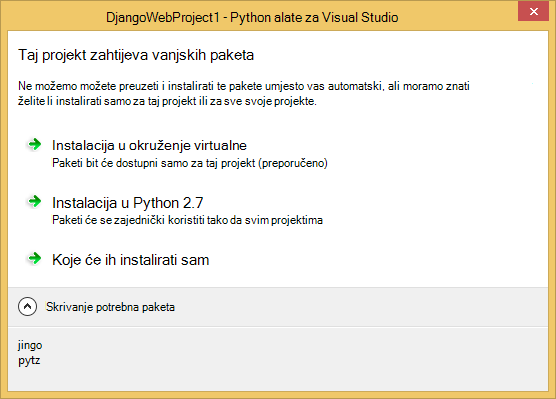 DjangoWebProject1 - Python alate za Visual Studio
Taj projekt zahtijeva vanjskih paketa
Ne možemo možete preuzeti i instalirati te pakete umjesto vas automatski, ali moramo znati
želite li instalirati samo za taj projekt ili za sve svoje projekte.
Instalacija u okruženje virtualne
Paketi bit će dostupni samo za taj projekt (preporučeno)
Instalacija u Python 2.7
Paketi će se zajednički koristiti tako da svim projektima
Koje će ih instalirati sam
Skrivanje potrebna paketa
jingo
pytz